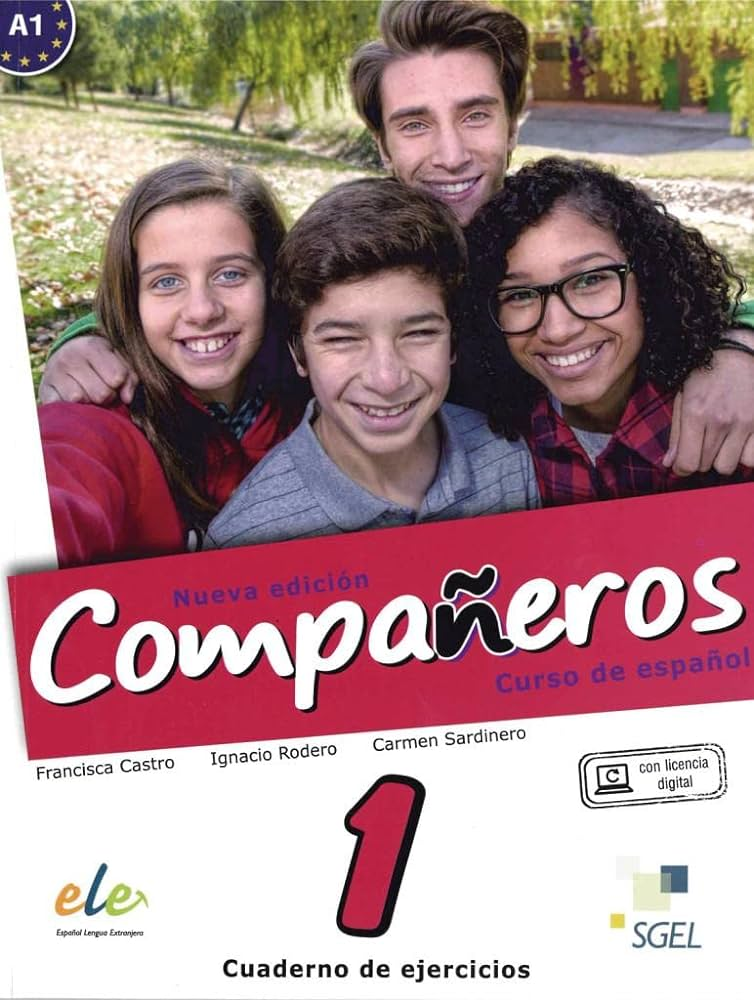 A1
Nueva edición
Compañeros
Curso de español
Francisca Castro Ignacio Rodero Carmen Sardinero
con licencia
digital
1
ele
Español Lengua Extranjera
SGEL
Cuaderno de ejercicios